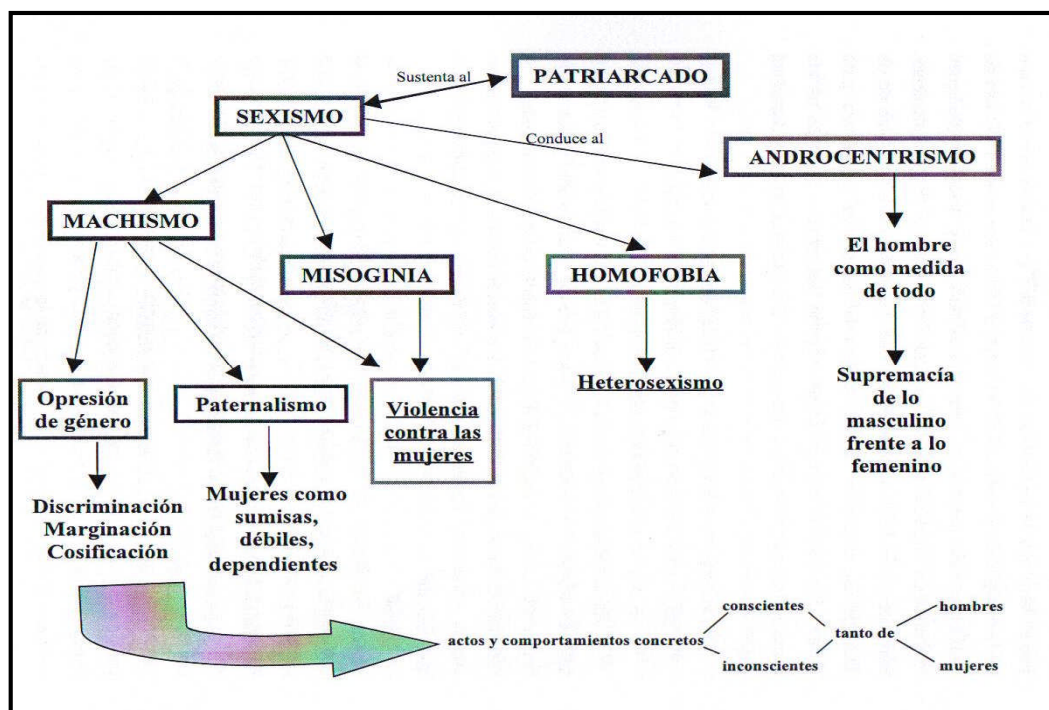 PATRIARCADO
Sustenta al
SEXISMO
Conduce al
ANDROCENTRISMO
MACHISMO
MISOGINIA
HOMOFOBIA
El hombre
como medida
de todo
Opresión
de género
Paternalismo
Violencia
contra las
mujeres
Heterosexismo
Supremacía
de lo
masculino
frente a lo
femenino
Discriminación
Marginación
Cosificación
Mujeres como
sumisas,
débiles,
dependientes
actos y comportamientos concretos
conscientes
inconscientes
tanto de
hombres
mujeres